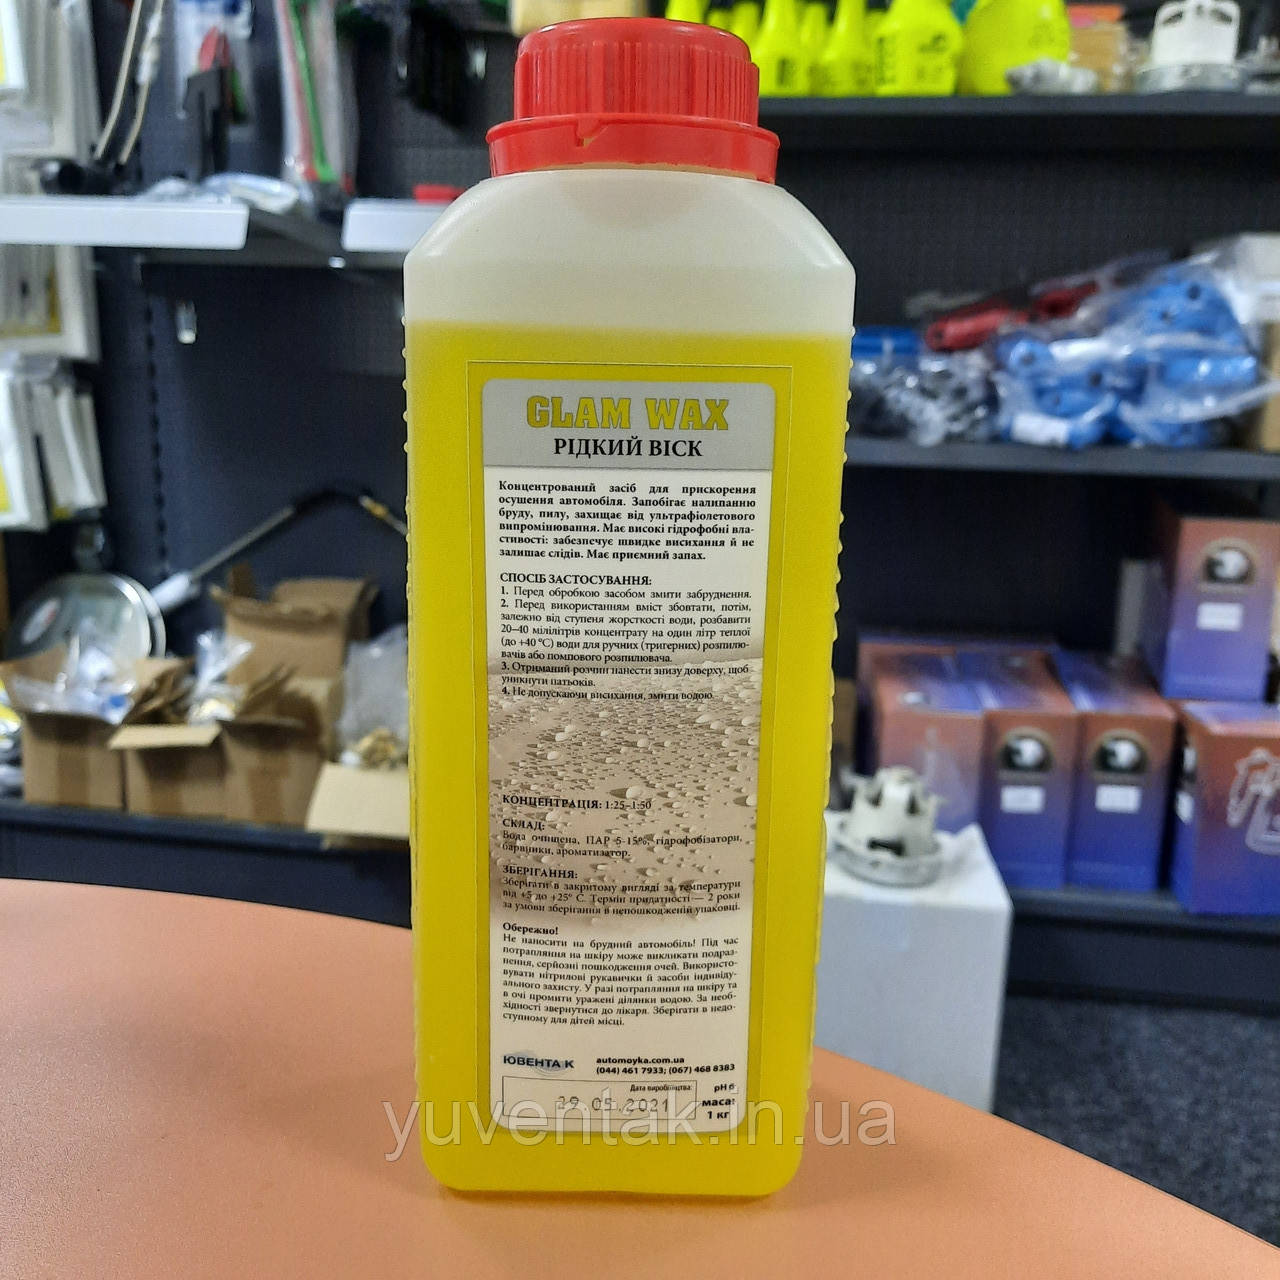 GLAM WAX
РІДКИЙ ВІСК
Концентрований засіб для прискорення
осушення автомобіля. Запобігає налипанню
бруду, пилу, захищає від ультрафіолетового
випромінювання. Має високі гідрофобні вла-
стивості: забезпечує швидке висихання й не
залишає слідів. Має приємний запах.
СПОСІБ ЗАСТОСУВАННЯ:
1. Перед обробкою засобом змити забруднення.
2. Перед використанням вміст збовтати, потім,
залежно від ступеня жорсткості води, розбавити
20–40 мілілітрів концентрату на один літр теплої
(до +40 °C) води для ручних (тригерних) розпилю-
вачів або помпового розпилювача.
3. Отриманий розчин нанести знизу доверху, щоб
уникнути патьоків.
4. Не допускаючи висихання, змити водою.
КОНЦЕНТРАЦІЯ: 1:25–1:50
СКЛАД:
Вода очищена, ПАР 5-15%, гідрофобізатори,
барвники, ароматизатор.
ЗБЕРІГАННЯ:
Зберігати в закритому вигляді за температури
від +5 до +25° С. Термін придатності — 2 роки
за умови зберігання в непошкодженій упаковці.
Обережно!
Не наносити на брудний автомобіль! Під час
потрапляння на шкіру може викликати подраз-
нення, серйозні пошкодження очей. Використо-
вувати нітрилові рукавички й засоби індивіду-
ального захисту. У разі потрапляння на шкіру та
в очі промити уражені ділянки водою. За необ-
хідності звернутися до лікаря. Зберігати в недо-
ступному для дітей місці.
ЮВЕНТА К
automoyka.com.ua
(044) 461 7933; (067) 468 8383
Дата виробництва:
29 05 2021
pH 6
маса:
1 кг
yuventak.in.ua